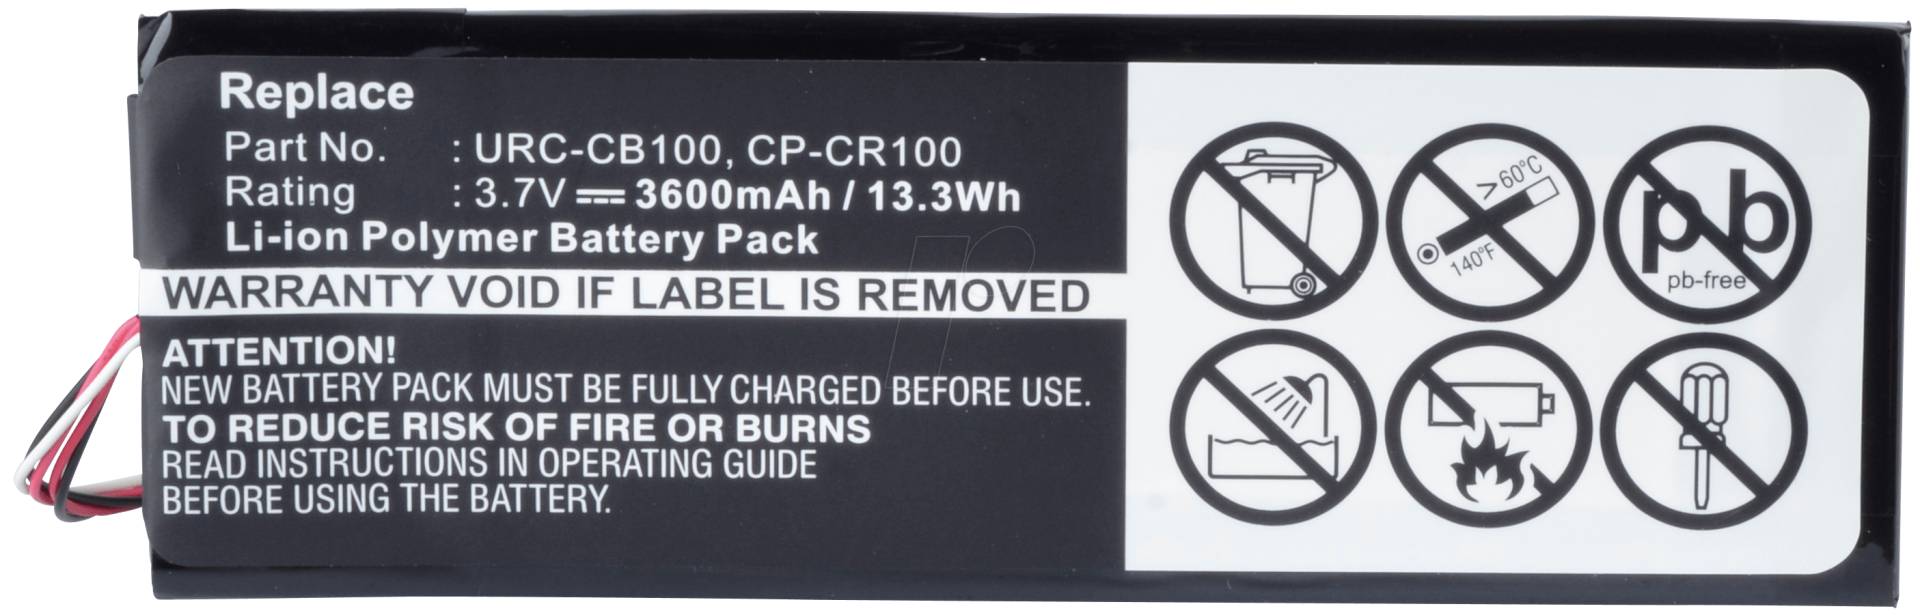 Replace
Part No. : URC-CB100, CP-CR100
Rating : 3.7V 3600mAh / 13.3Wh
Li-ion Polymer Battery Pack
WARRANTY VOID IF LABEL IS REMOVED
ATTENTION!
NEW BATTERY PACK MUST BE FULLY CHARGED BEFORE USE.
TO REDUCE RISK OF FIRE OR BURNS
READ INSTRUCTIONS IN OPERATING GUIDE
BEFORE USING THE BATTERY.
>60°C
140°F
pb
pb-free